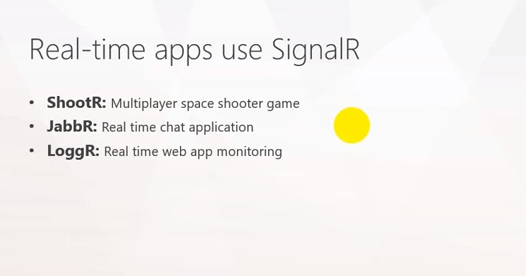 Real-time apps use SignalR
• ShootR: Multiplayer space shooter game
• JabbR: Real time chat application
• LoggR: Real time web app monitoring